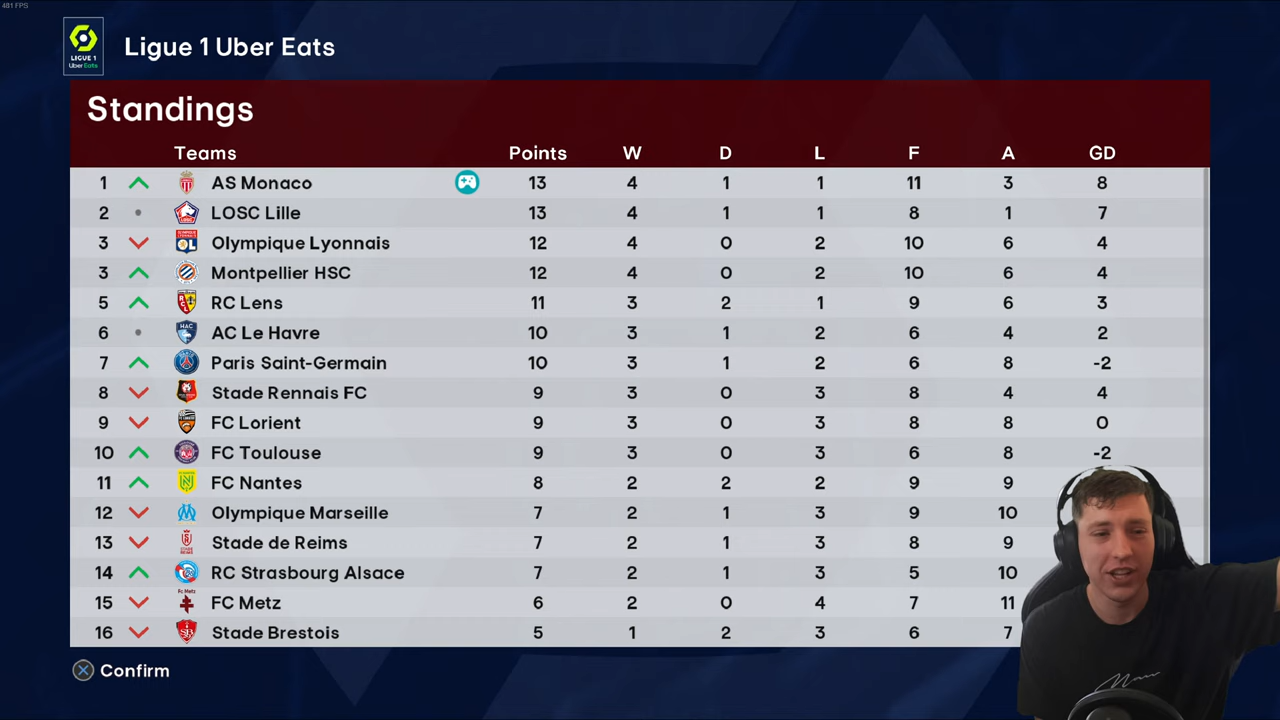 481 FPS
LIGUE 1
Uber Eats
Ligue 1 Uber Eats
Standings
Teams Points W D L F A GD
1 AS Monaco 13 4 1 1 11 3 8
2 LOSC Lille 13 4 1 1 8 1 7
3 Olympique Lyonnais 12 4 0 2 10 6 4
3 Montpellier HSC 12 4 0 2 10 6 4
5 RC Lens 11 3 2 1 9 6 3
6 AC Le Havre 10 3 1 2 6 4 2
7 Paris Saint-Germain 10 3 1 2 6 8 -2
8 Stade Rennais FC 9 3 0 3 8 4 4
9 FC Lorient 9 3 0 3 8 8 0
10 FC Toulouse 9 3 0 3 6 8 -2
11 FC Nantes 8 2 2 2 9 9
12 Olympique Marseille 7 2 1 3 9 10
13 Stade de Reims 7 2 1 3 8 9
14 RC Strasbourg Alsace 7 2 1 3 5 10
15 FC Metz 6 2 0 4 7 11
16 Stade Brestois 5 1 2 3 6 7
Confirm